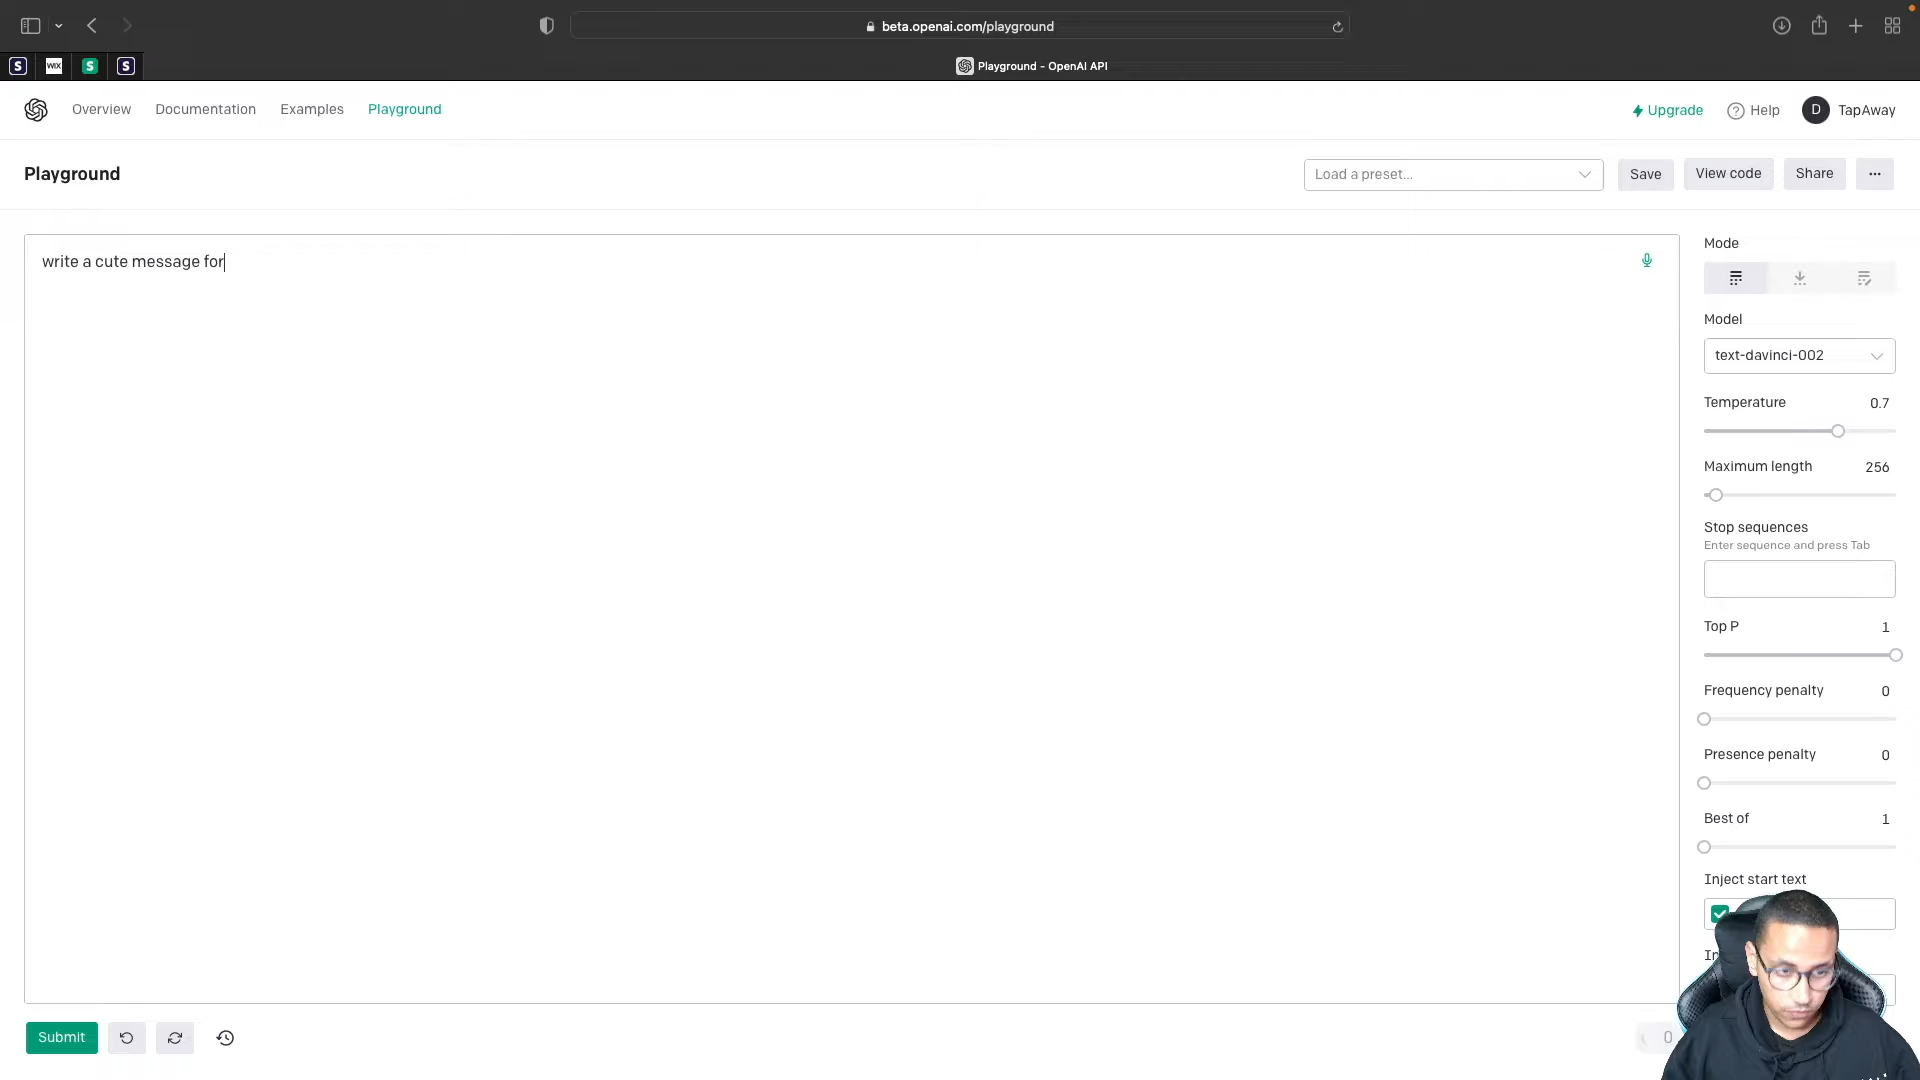 beta.openai.com/playground
S
WIX
S
S
Playground - OpenAI API
Overview
Documentation
Examples
Playground
Upgrade
Help
D
TapAway
Playground
Load a preset...
Save
View code
Share
write a cute message for
Mode
Model
text-davinci-002
Temperature
0.7
Maximum length
256
Stop sequences
Enter sequence and press Tab
Top P
1
Frequency penalty
0
Presence penalty
0
Best of
1
Inject start text
Submit
0